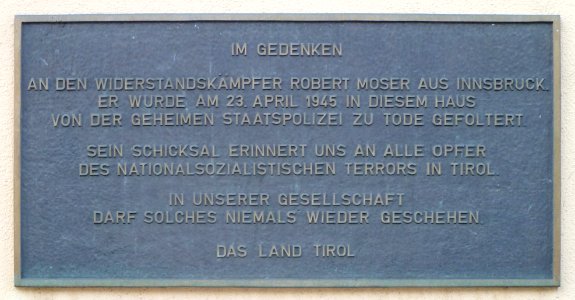 IM GEDENKEN
AN DEN WIDERSTANDSKÄMPFER ROBERT MOSER AUS INNSBRUCK.
ER WURDE AM 23. APRIL 1945 IN DIESEM HAUS
VON DER GEHEIMEN STAATSPOLIZEI ZU TODE GEFOLTERT.
SEIN SCHICKSAL ERINNERT UNS AN ALLE OPFER
DES NATIONALSOZIALISTISCHEN TERRORS IN TIROL.
IN UNSERER GESELLSCHAFT
DARF SOLCHES NIEMALS WIEDER GESCHEHEN.
DAS LAND TIROL